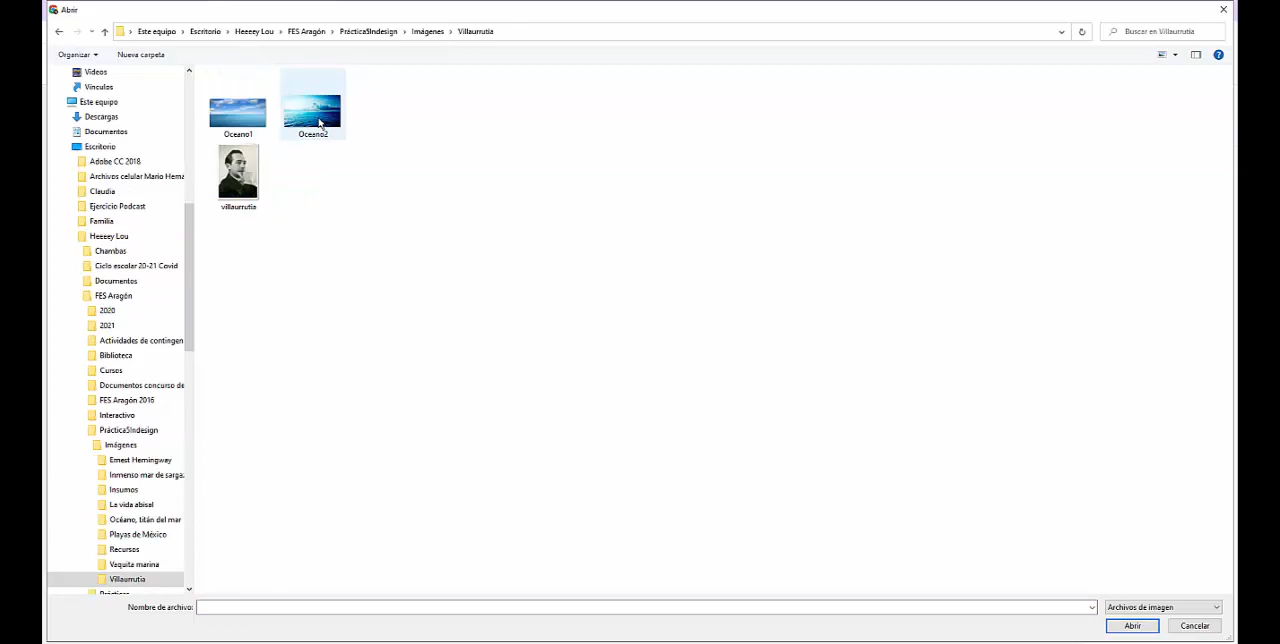 Abrir
Este equipo > Escritorio > Heeeey Lou > FES Aragón > Práctica5Indesign > Imágenes > Villaurrutia
Buscar en Villaurrutia
Organizar
Nueva carpeta
Videos
Vínculos
Este equipo
Descargas
Documentos
Escritorio
Adobe CC 2018
Archivos celular Mario Herna
Claudia
Ejercicio Podcast
Familia
Heeeey Lou
Chambas
Ciclo escolar 20-21 Covid
Documentos
FES Aragón
2020
2021
Actividades de contingen
Biblioteca
Cursos
Documentos concurso de
FES Aragón 2016
Interactivo
Práctica5Indesign
Imágenes
Ernest Hemingway
Inmenso mar de sarga
Insumos
La vida abisal
Océano, titán del mar
Playas de México
Recursos
Vaquita marina
Villaurrutia
Oceano1
Oceano2
villaurrutia
Nombre de archivo:
Archivos de imagen
Abrir
Cancelar